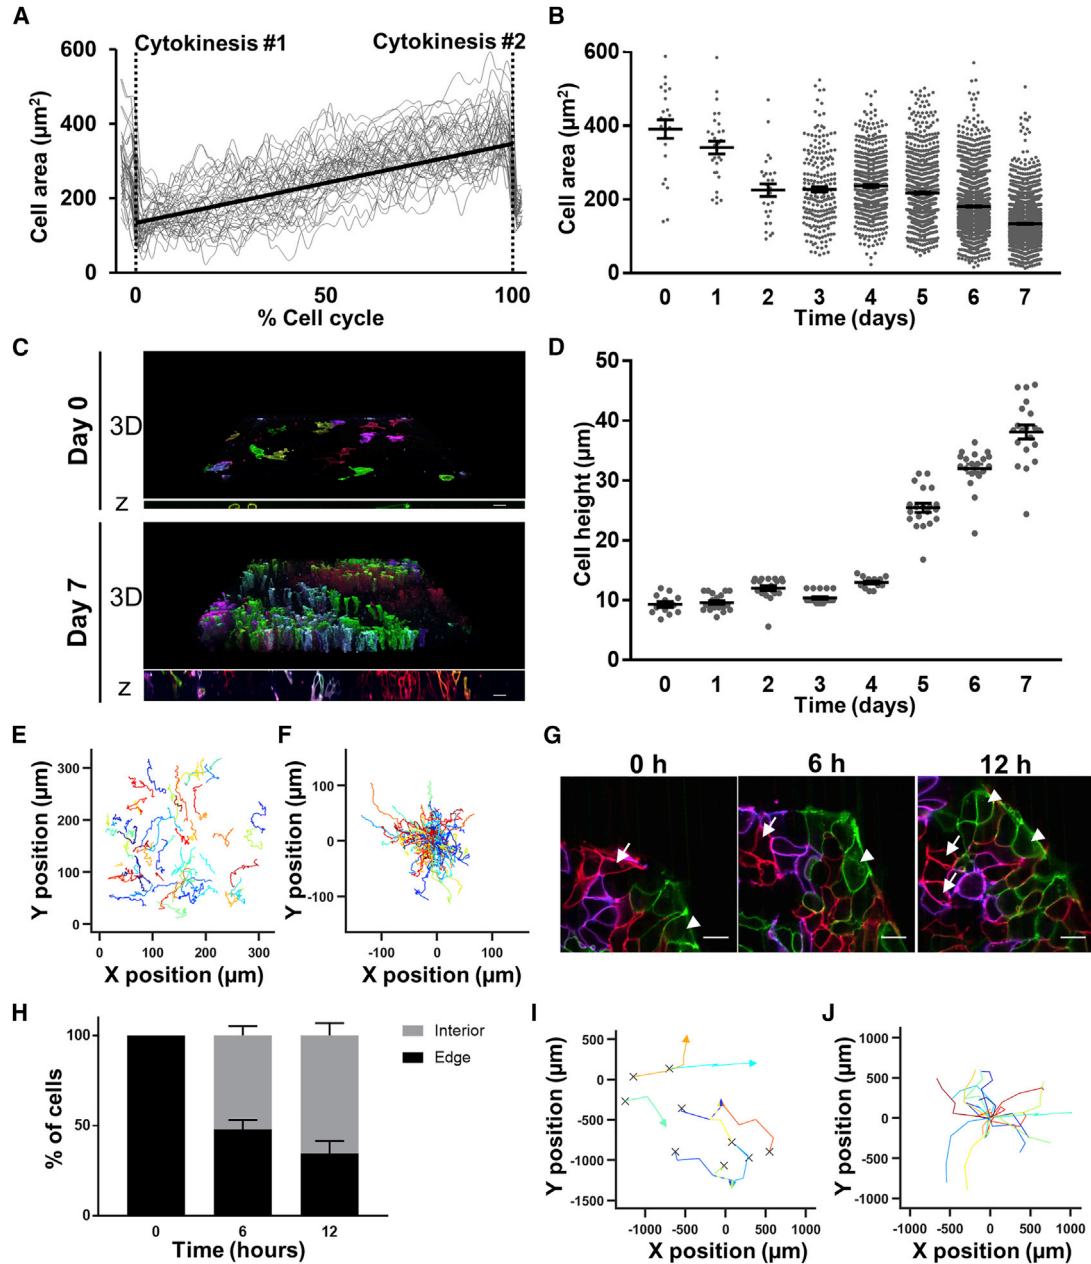 A
Cytokinesis #1
Cytokinesis #2
600
400
200
0
Cell area (µm²)
0 50 100
% Cell cycle
B
600
400
200
0
Cell area (µm²)
0 1 2 3 4 5 6 7
Time (days)
C
Day 0
3D
z
Day 7
3D
z
D
50
40
30
20
10
0
Cell height (µm)
0 1 2 3 4 5 6 7
Time (days)
E
300
200
100
0
Y position (µm)
0 100 200 300
X position (µm)
F
100
0
-100
Y position (µm)
-100 0 100
X position (µm)
G
0 h 6 h 12 h
H
100
50
0
% of cells
0 6 12
Time (hours)
Interior
Edge
I
500
0
-500
-1000
-1500
Y position (µm)
-1000 -500 0 500 1000
X position (µm)
J
1000
500
0
-500
-1000
Y position (µm)
-1000 -500 0 500 1000
X position (µm)